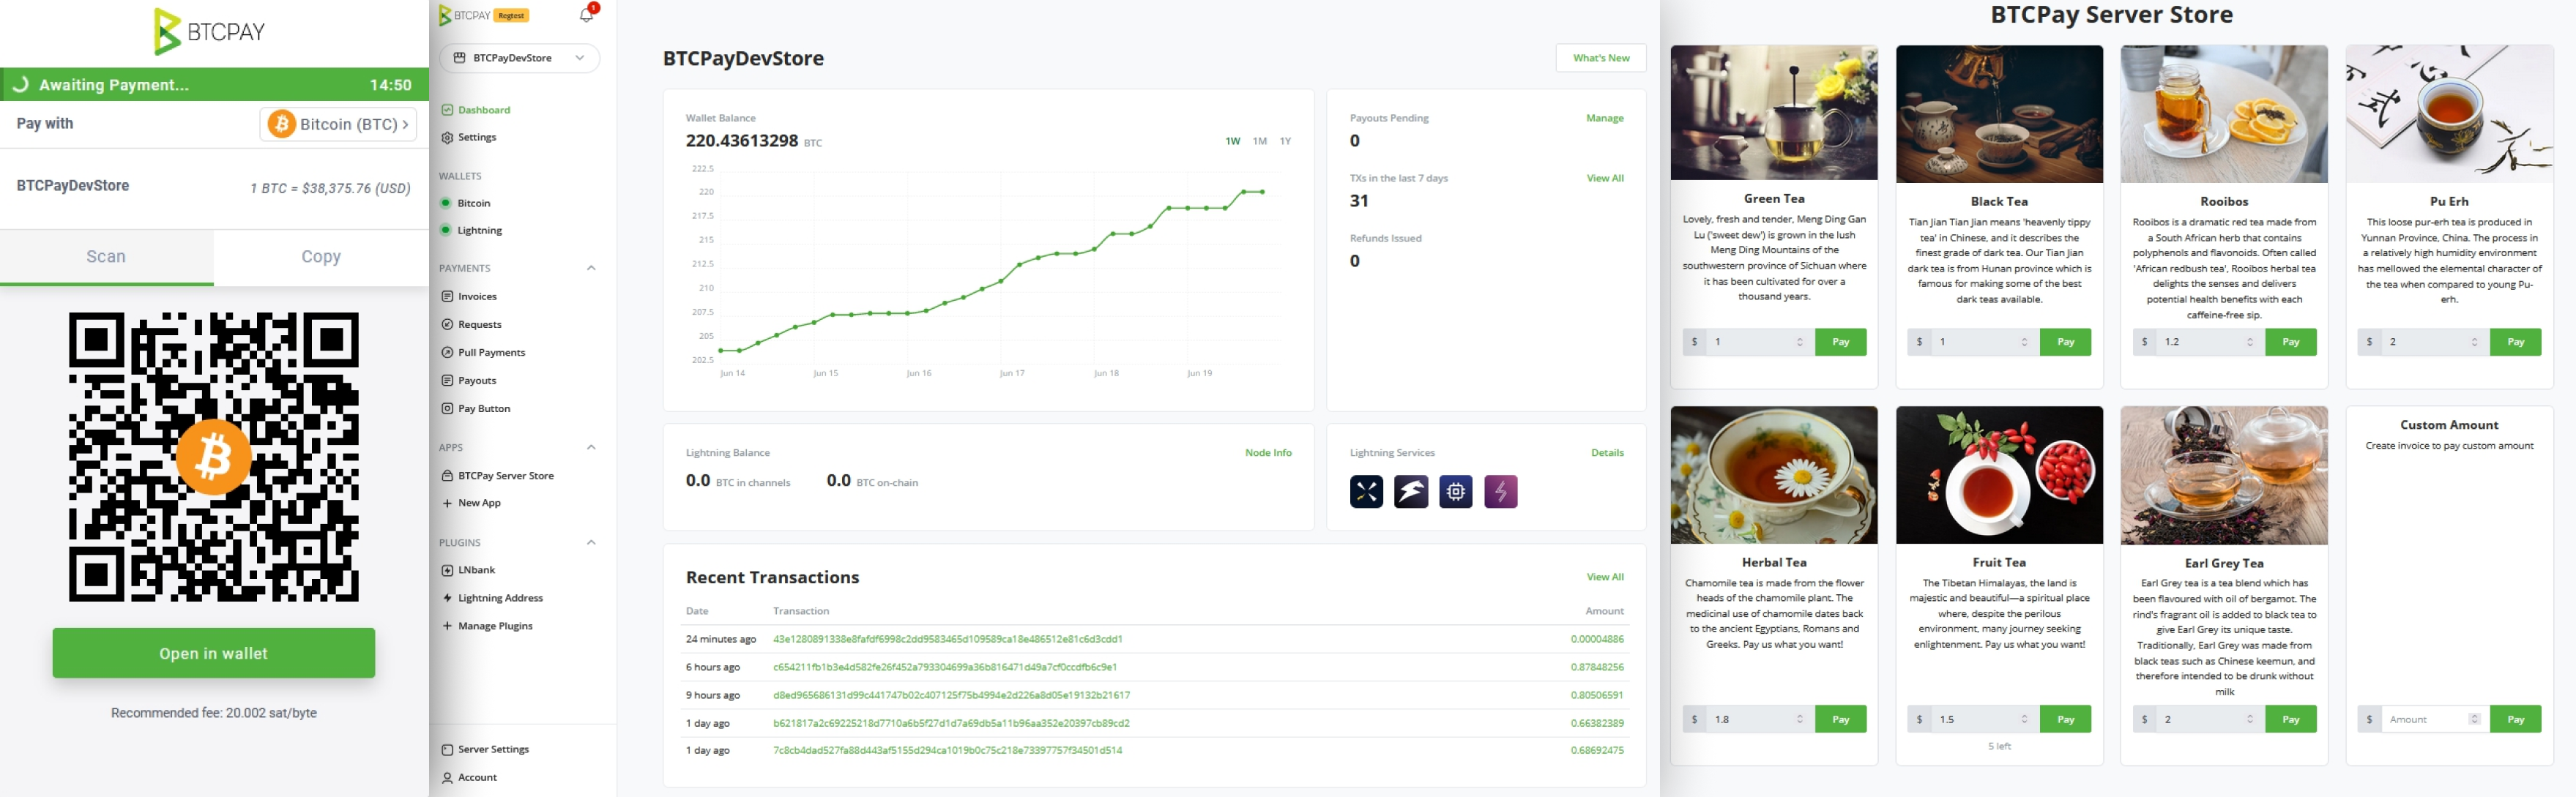 BTCPAY
Awaiting Payment... 14:50
Pay with Bitcoin (BTC) >
BTCPayDevStore 1 BTC = $38,375.76 (USD)
Scan Copy
Open in wallet
Recommended fee: 20.002 sat/byte
BTCPAY Regtest 1
BTCPayDevStore
Dashboard
Settings
WALLETS
Bitcoin
Lightning
PAYMENTS
Invoices
Requests
Pull Payments
Payouts
Pay Button
APPS
BTCPay Server Store
New App
PLUGINS
LNbank
Lightning Address
Manage Plugins
Server Settings
Account
BTCPayDevStore What's New
Wallet Balance
220.43613298 BTC 1W 1M 1Y
222.5
220
217.5
215
212.5
210
207.5
205
202.5
Jun 14 Jun 15 Jun 16 Jun 17 Jun 18 Jun 19
Payouts Pending Manage
0
TXs in the last 7 days View All
31
Refunds Issued
0
Lightning Balance Node Info
0.0 BTC in channels 0.0 BTC on-chain
Lightning Services Details
Recent Transactions View All
Date Transaction Amount
24 minutes ago 43e1280891338e8fafdf6998c2dd9583465d109589ca18e486512e81c6d3cdd1 0.00004886
6 hours ago c654211fb1b3e4d582fe26f452a793304699a36b816471d49a7cf0ccdfb6c9e1 0.87848256
9 hours ago d8ed965686131d99c441747b02c407125f75b4994e2d226a8d05e19132b21617 0.80506591
1 day ago b621817a2c69225218d7710a6b5f27d1d7a69db5a11b96aa352e20397cb89cd2 0.66382389
1 day ago 7c8cb4dad527fa88d443af5155d294ca1019b0c75c218e73397757f34501d514 0.68692475
BTCPay Server Store
Green Tea
Lovely, fresh and tender, Meng Ding Gan
Lu ('sweet dew') is grown in the lush
Meng Ding Mountains of the
southwestern province of Sichuan where
it has been cultivated for over a
thousand years.
$ 1 Pay
Black Tea
Tian Jian Tian Jian means 'heavenly tippy
tea' in Chinese, and it describes the
finest grade of dark tea. Our Tian Jian
dark tea is from Hunan province which is
famous for making some of the best
dark teas available.
$ 1 Pay
Rooibos
Rooibos is a dramatic red tea made from
a South African herb that contains
polyphenols and flavonoids. Often called
'African redbush tea', Rooibos herbal tea
delights the senses and delivers
potential health benefits with each
caffeine-free sip.
$ 1.2 Pay
Pu Erh
This loose pur-erh tea is produced in
Yunnan Province, China. The process in
a relatively high humidity environment
has mellowed the elemental character of
the tea when compared to young Pu-
erh.
$ 2 Pay
Herbal Tea
Chamomile tea is made from the flower
heads of the chamomile plant. The
medicinal use of chamomile dates back
to the ancient Egyptians, Romans and
Greeks. Pay us what you want!
$ 1.8 Pay
Fruit Tea
The Tibetan Himalayas, the land is
majestic and beautiful—a spiritual place
where, despite the perilous
environment, many journey seeking
enlightenment. Pay us what you want!
$ 1.5 Pay
5 left
Earl Grey Tea
Earl Grey tea is a tea blend which has
been flavoured with oil of bergamot. The
rind's fragrant oil is added to black tea to
give Earl Grey its unique taste.
Traditionally, Earl Grey was made from
black teas such as Chinese keemun, and
therefore intended to be drunk without
milk
$ 2 Pay
Custom Amount
Create invoice to pay custom amount
$ Amount Pay